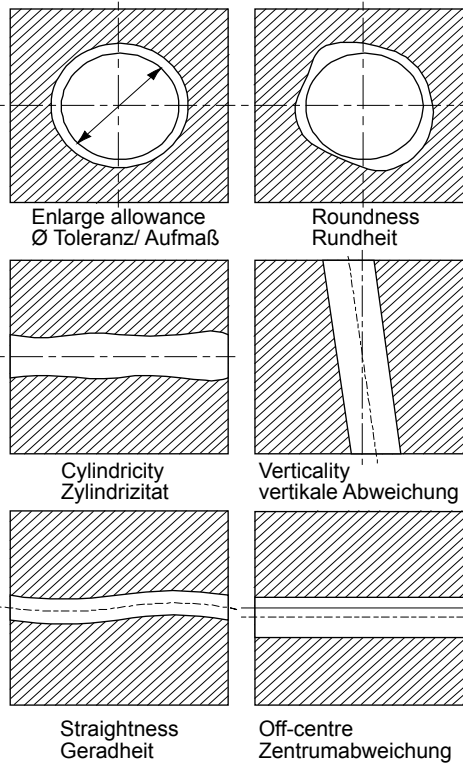 Enlarge allowance
Ø Toleranz/ Aufmaß
Roundness
Rundheit
Cylindricity
Zylindrizitat
Verticality
vertikale Abweichung
Straightness
Geradheit
Off-centre
Zentrumabweichung